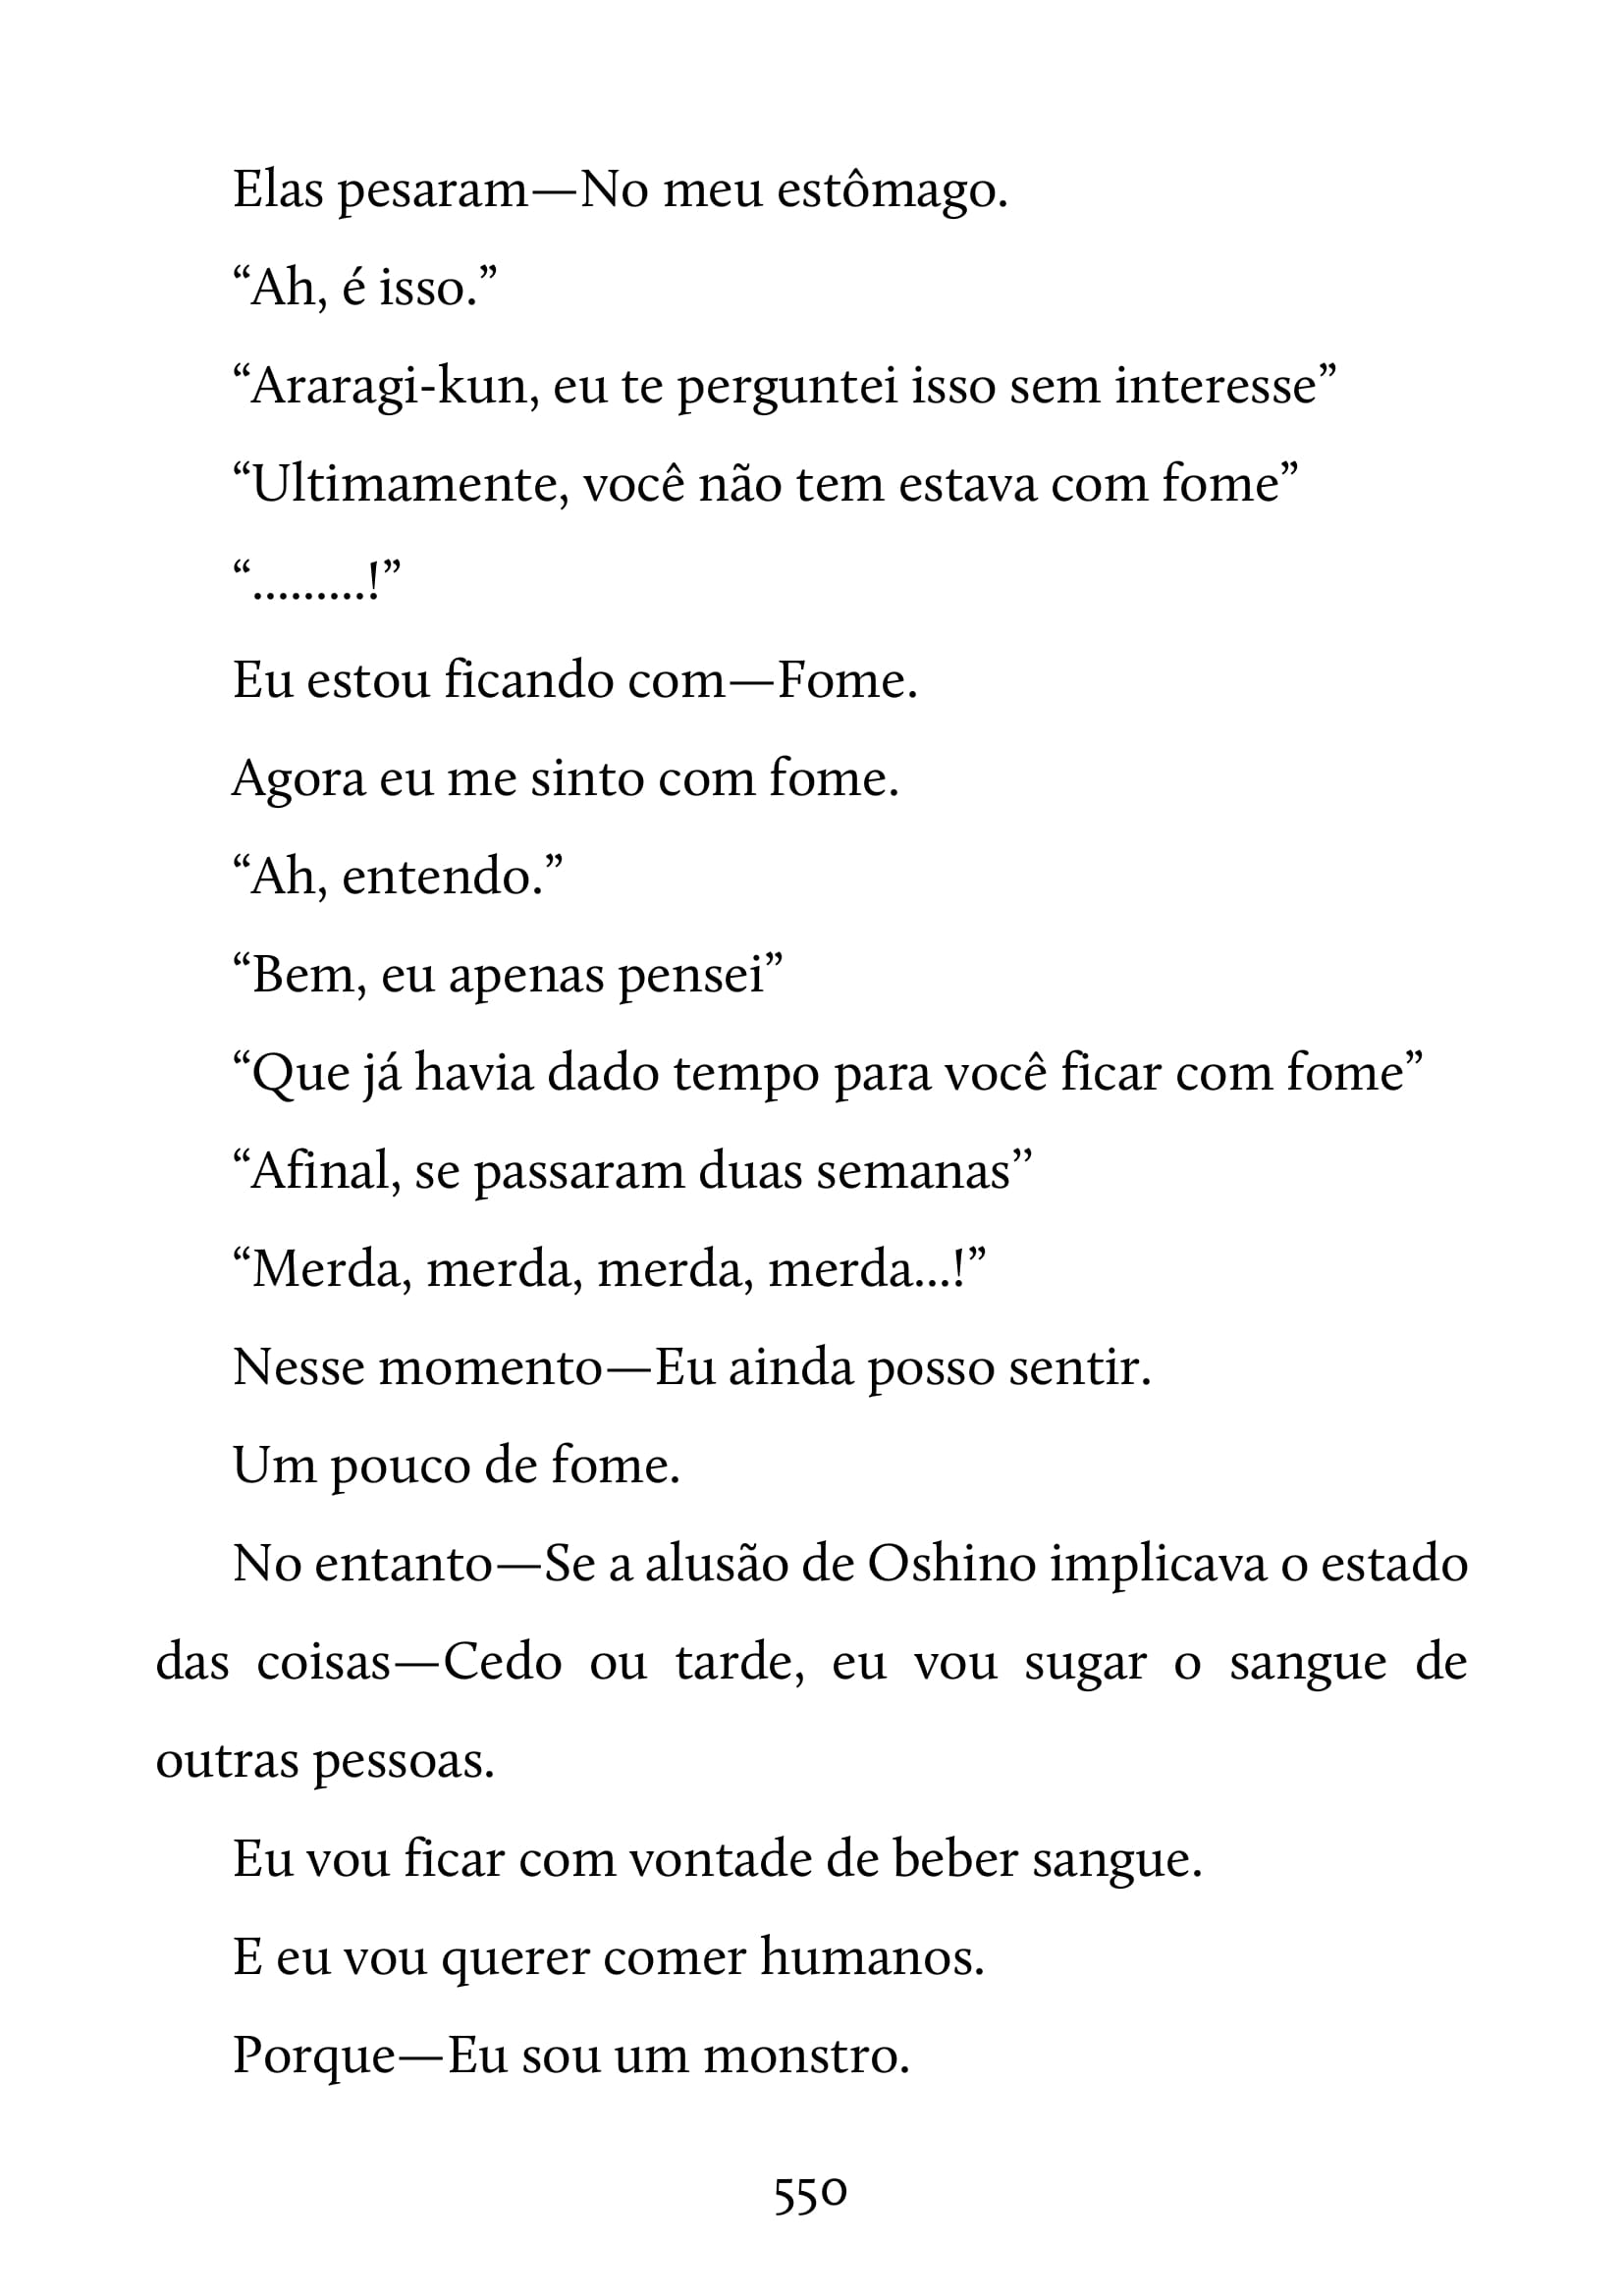 Elas pesaram—No meu estômago.
“Ah, é isso.”
“Araragi-kun, eu te perguntei isso sem interesse”
“Ultimamente, você não tem estava com fome”
“.........!”
Eu estou ficando com—Fome.
Agora eu me sinto com fome.
“Ah, entendo.”
“Bem, eu apenas pensei”
“Que já havia dado tempo para você ficar com fome”
“Afinal, se passaram duas semanas”
“Merda, merda, merda, merda...!”
Nesse momento—Eu ainda posso sentir.
Um pouco de fome.
No entanto—Se a alusão de Oshino implicava o estado
das coisas—Cedo ou tarde, eu vou sugar o sangue de
outras pessoas.
Eu vou ficar com vontade de beber sangue.
E eu vou querer comer humanos.
Porque—Eu sou um monstro.
550